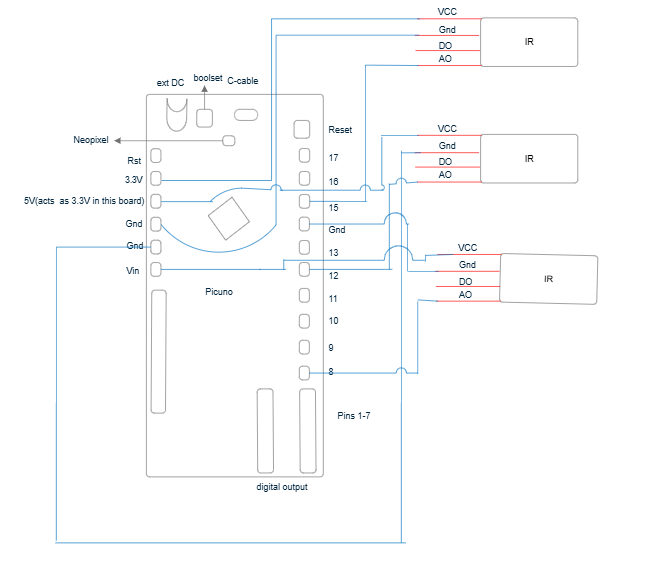 VCC
Gnd
DO
AO
IR
ext DC
boolset
C-cable
Neopixel
Reset
Rst
17
3.3V
16
5V(acts as 3.3V in this board)
15
Gnd
Gnd
Gnd
13
Vin
12
Picuno
11
10
9
8
Pins 1-7
digital output
VCC
Gnd
DO
AO
IR
VCC
Gnd
DO
AO
IR